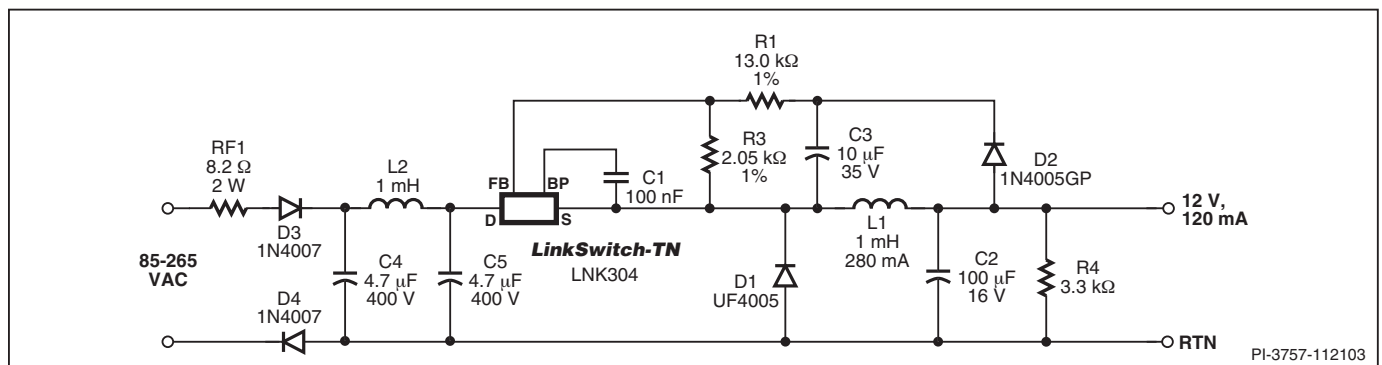 R1
13.0 kΩ
1%
RF1
8.2 Ω
2 W
L2
1 mH
FB
BP
D
S
C1
100 nF
R3
2.05 kΩ
1%
C3
10 µF
35 V
D2
1N4005GP
D3
1N4007
85-265
VAC
LinkSwitch-TN
LNK304
L1
1 mH
280 mA
12 V,
120 mA
C4
4.7 µF
400 V
C5
4.7 µF
400 V
D4
1N4007
D1
UF4005
C2
100 µF
16 V
R4
3.3 kΩ
RTN
PI-3757-112103